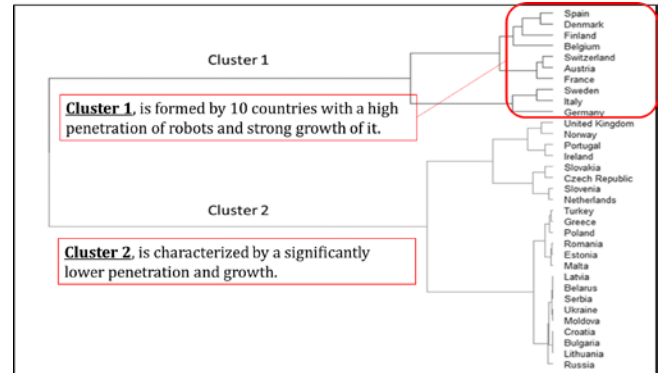 Spain
Denmark
Finland
Belgium
Cluster 1
Switzerland
Austria
France
Sweden
Italy
Germany
Cluster 1, is formed by 10 countries with a high
penetration of robots and strong growth of it.
United Kingdom
Norway
Portugal
Ireland
Slovakia
Czech Republic
Slovenia
Netherlands
Cluster 2
Turkey
Greece
Poland
Romania
Estonia
Malta
Cluster 2, is characterized by a significantly
lower penetration and growth.
Latvia
Belarus
Serbia
Ukraine
Moldova
Croatia
Bulgaria
Lithuania
Russia